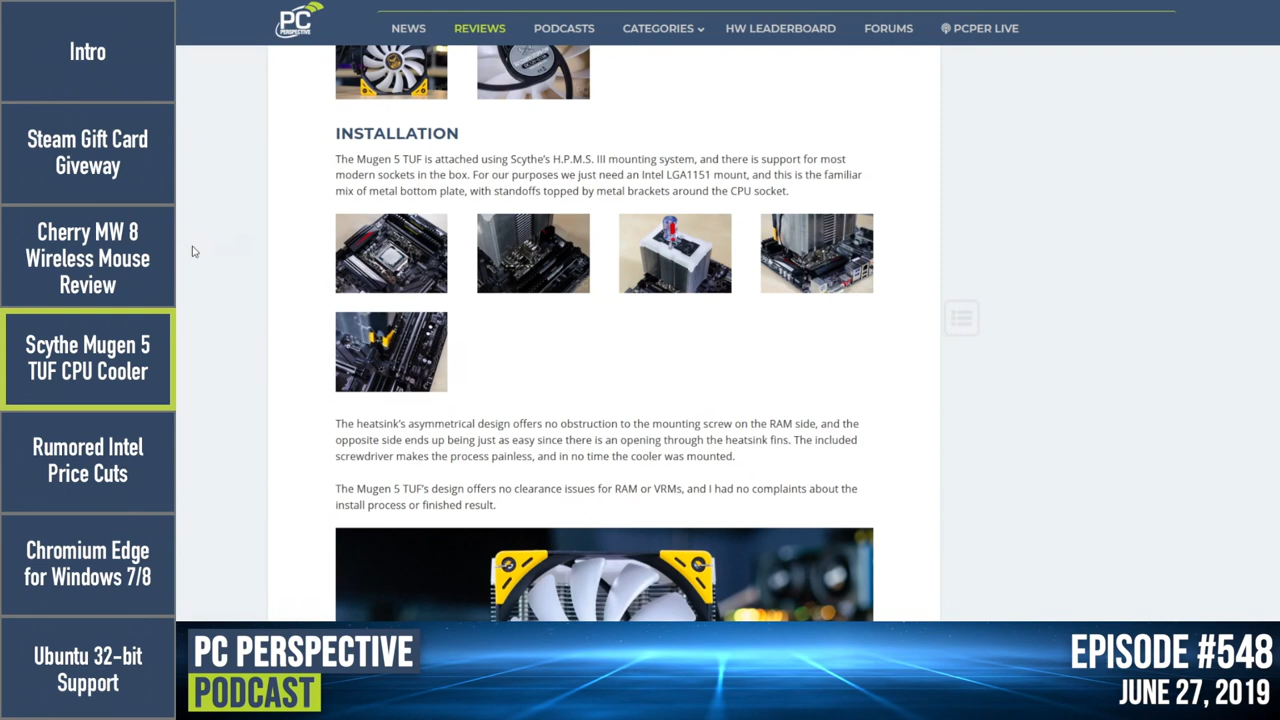 Intro
Steam Gift Card
Giveway
Cherry MW 8
Wireless Mouse
Review
Scythe Mugen 5
TUF CPU Cooler
Rumored Intel
Price Cuts
Chromium Edge
for Windows 7/8
Ubuntu 32-bit
Support
PC
PERSPECTIVE
NEWS
REVIEWS
PODCASTS
CATEGORIES
HW LEADERBOARD
FORUMS
PCPER LIVE
INSTALLATION
The Mugen 5 TUF is attached using Scythe's H.P.M.S. III mounting system, and there is support for most
modern sockets in the box. For our purposes we just need an Intel LGA1151 mount, and this is the familiar
mix of metal bottom plate, with standoffs topped by metal brackets around the CPU socket.
The heatsink's asymmetrical design offers no obstruction to the mounting screw on the RAM side, and the
opposite side ends up being just as easy since there is an opening through the heatsink fins. The included
screwdriver makes the process painless, and in no time the cooler was mounted.
The Mugen 5 TUF's design offers no clearance issues for RAM or VRMs, and I had no complaints about the
install process or finished result.
PC PERSPECTIVE
PODCAST
EPISODE #548
JUNE 27, 2019